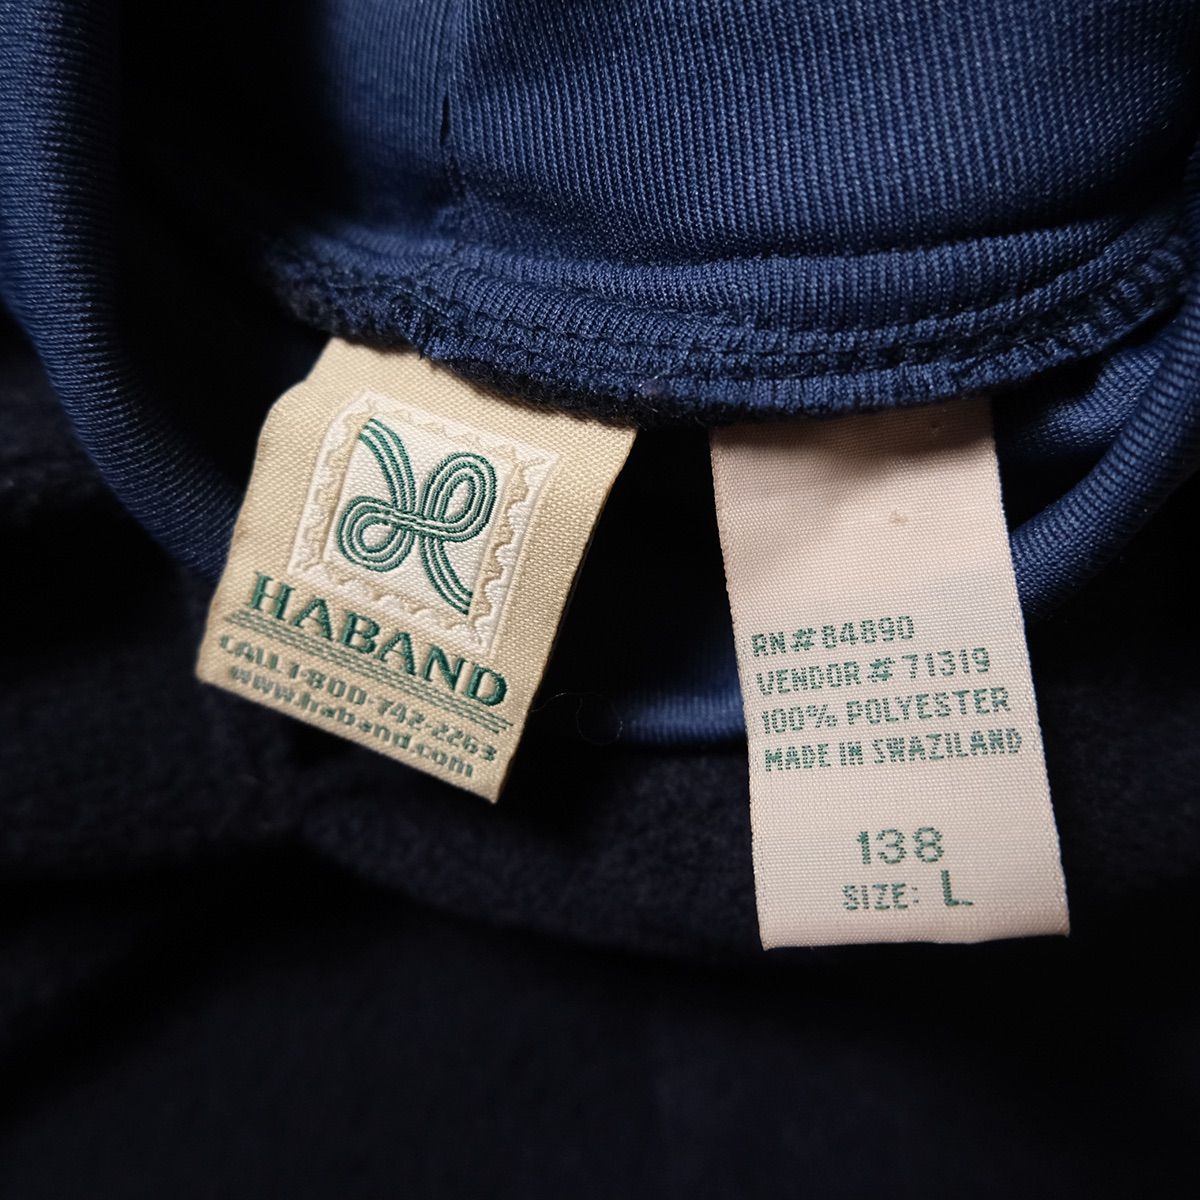 HABAND
CALL 1-800-742-2263
www.haband.com
RN#84890
VENDOR# 71319
100% POLYESTER
MADE IN SWAZILAND
138
SIZE: L